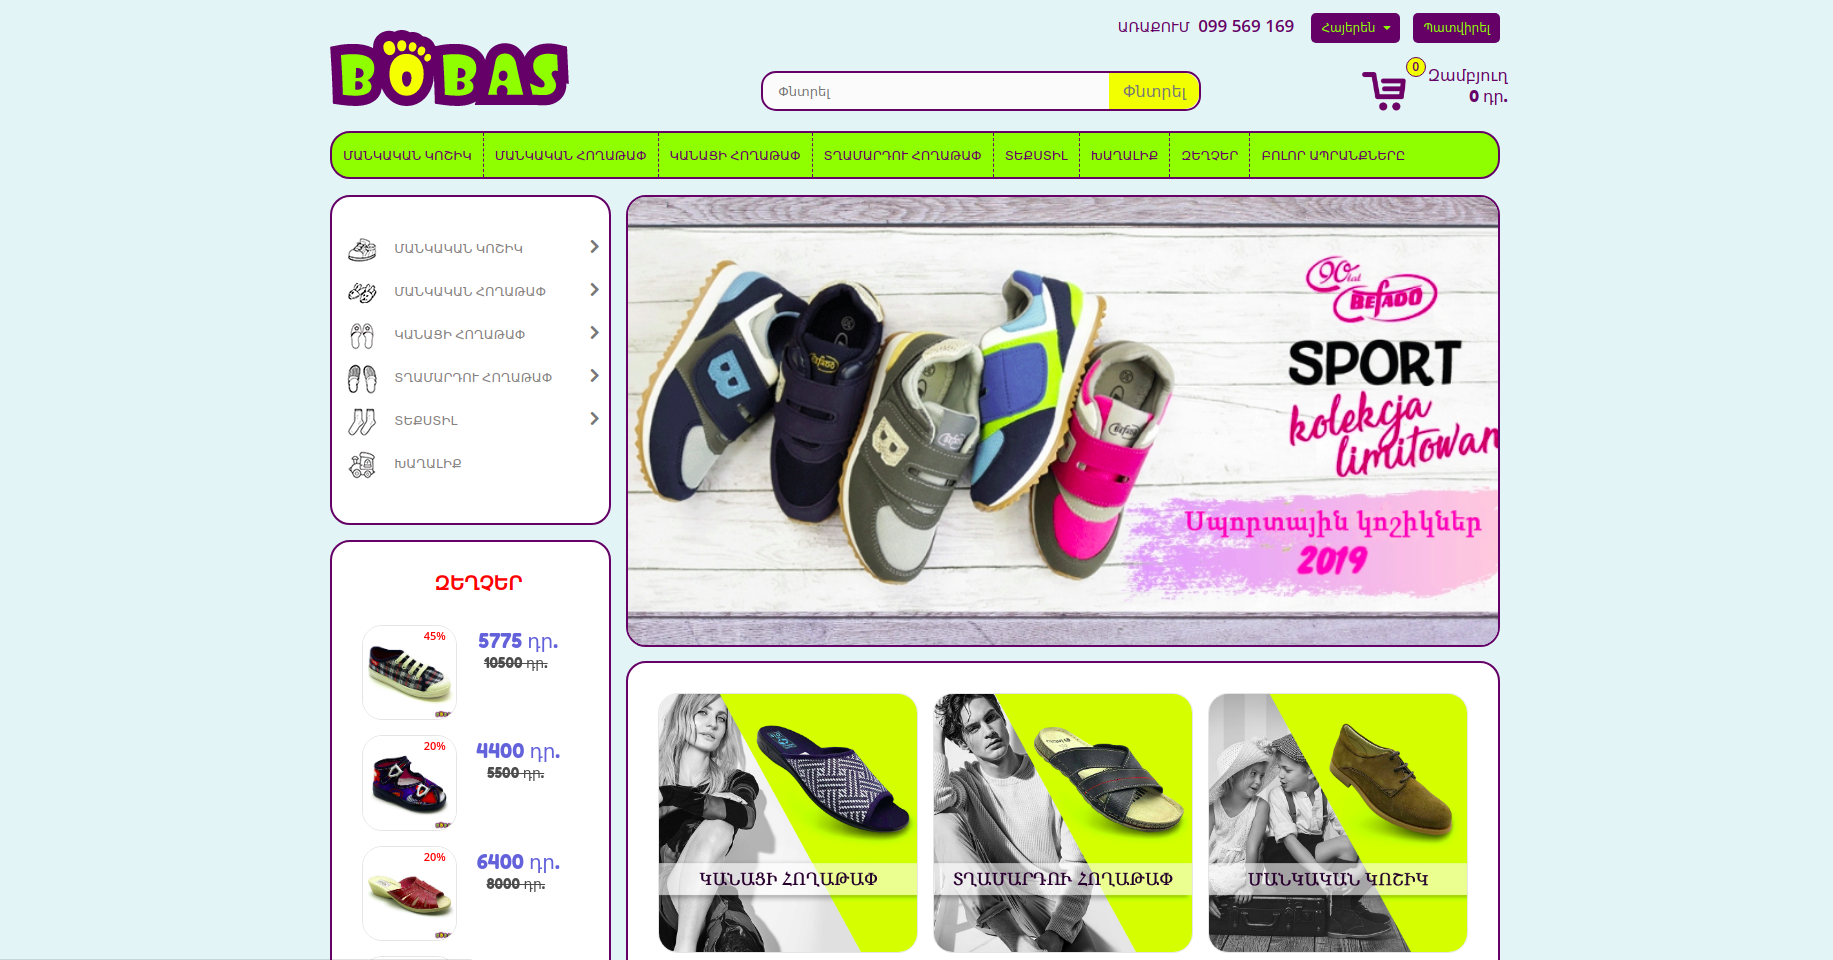 ԱՌԱՔՈՒՄ 099 569 169
Հայերեն
Պատվիրել
BOBAS
Փնտրել
Փնտրել
0
Զամբյուղ
0 դր.
ՄԱՆԿԱԿԱՆ ԿՈՇԻԿ
ՄԱՆԿԱԿԱՆ ՀՈՂԱԹԱՓ
ԿԱՆԱՑԻ ՀՈՂԱԹԱՓ
ՏՂԱՄԱՐԴՈՒ ՀՈՂԱԹԱՓ
ՏԵՔՍՏԻԼ
ԽԱՂԱԼԻՔ
ԶԵՂՉԵՐ
ԲՈԼՈՐ ԱՊՐԱՆՔՆԵՐԸ
ՄԱՆԿԱԿԱՆ ԿՈՇԻԿ
ՄԱՆԿԱԿԱՆ ՀՈՂԱԹԱՓ
ԿԱՆԱՑԻ ՀՈՂԱԹԱՓ
ՏՂԱՄԱՐԴՈՒ ՀՈՂԱԹԱՓ
ՏԵՔՍՏԻԼ
ԽԱՂԱԼԻՔ
90 lat
BEFADO
SPORT
kolekcja
limitowan
Սպորտային կոշիկներ
2019
ԶԵՂՉԵՐ
45%
5775 դր.
10500 դր.
20%
4400 դր.
5500 դր.
20%
6400 դր.
8000 դր.
ԿԱՆԱՑԻ ՀՈՂԱԹԱՓ
ՏՂԱՄԱՐԴՈՒ ՀՈՂԱԹԱՓ
ՄԱՆԿԱԿԱՆ ԿՈՇԻԿ